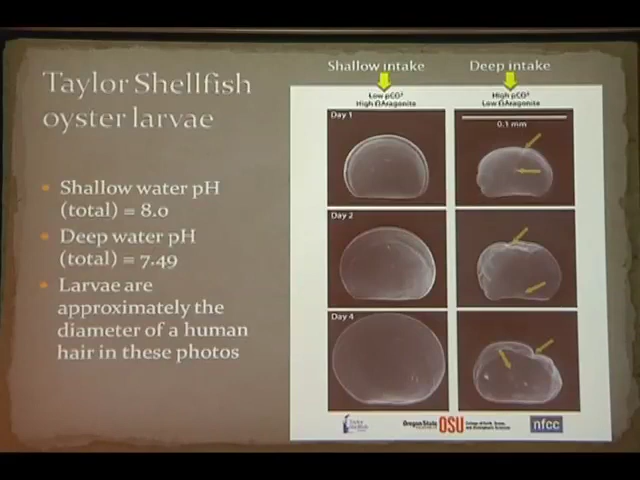 Taylor Shellfish
oyster larvae
Shallow water pH
(total) = 8.0
Deep water pH
(total) = 7.49
Larvae are
approximately the
diameter of a human
hair in these photos
Shallow intake
Deep intake
Low pCO²
High ΩAragonite
High pCO²
Low ΩAragonite
Day 1
0.1 mm
Day 2
Day 4
Taylor
Shellfish
Oregon State
OSU
nfcc